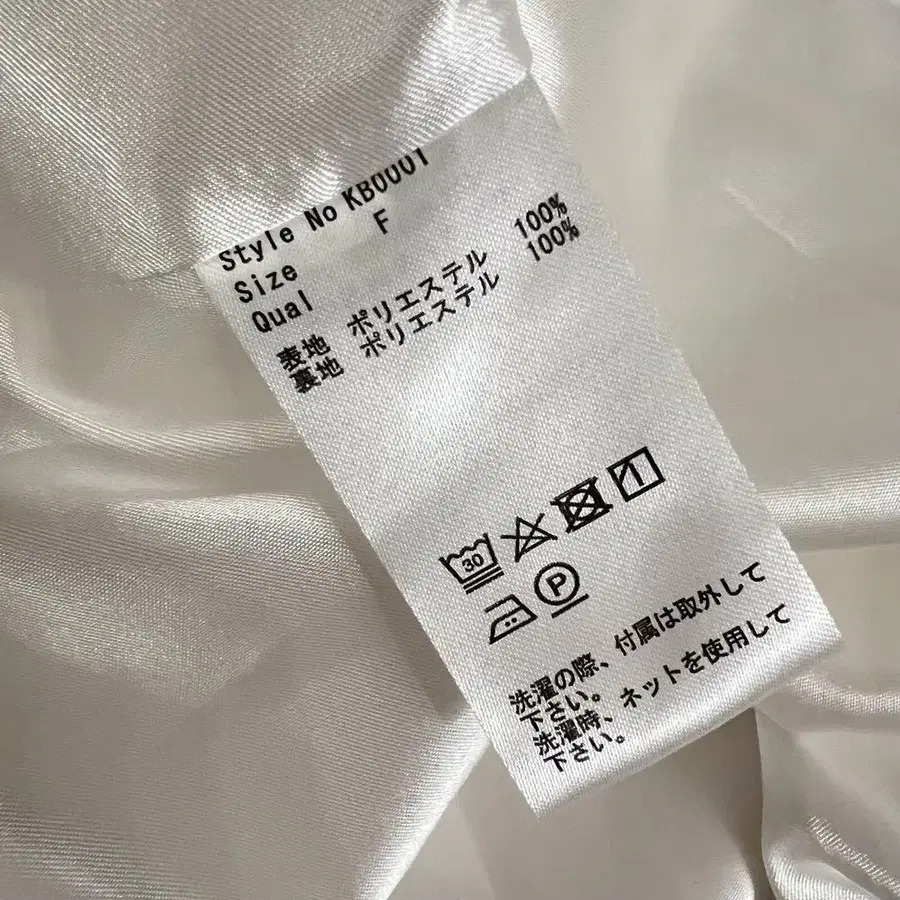 Style No KB0001
Size F
Qual
表地 ポリエステル 100%
裏地 ポリエステル 100%
30
P
洗濯の際、付属は取外して
下さい。
洗濯時、ネットを使用して
下さい。